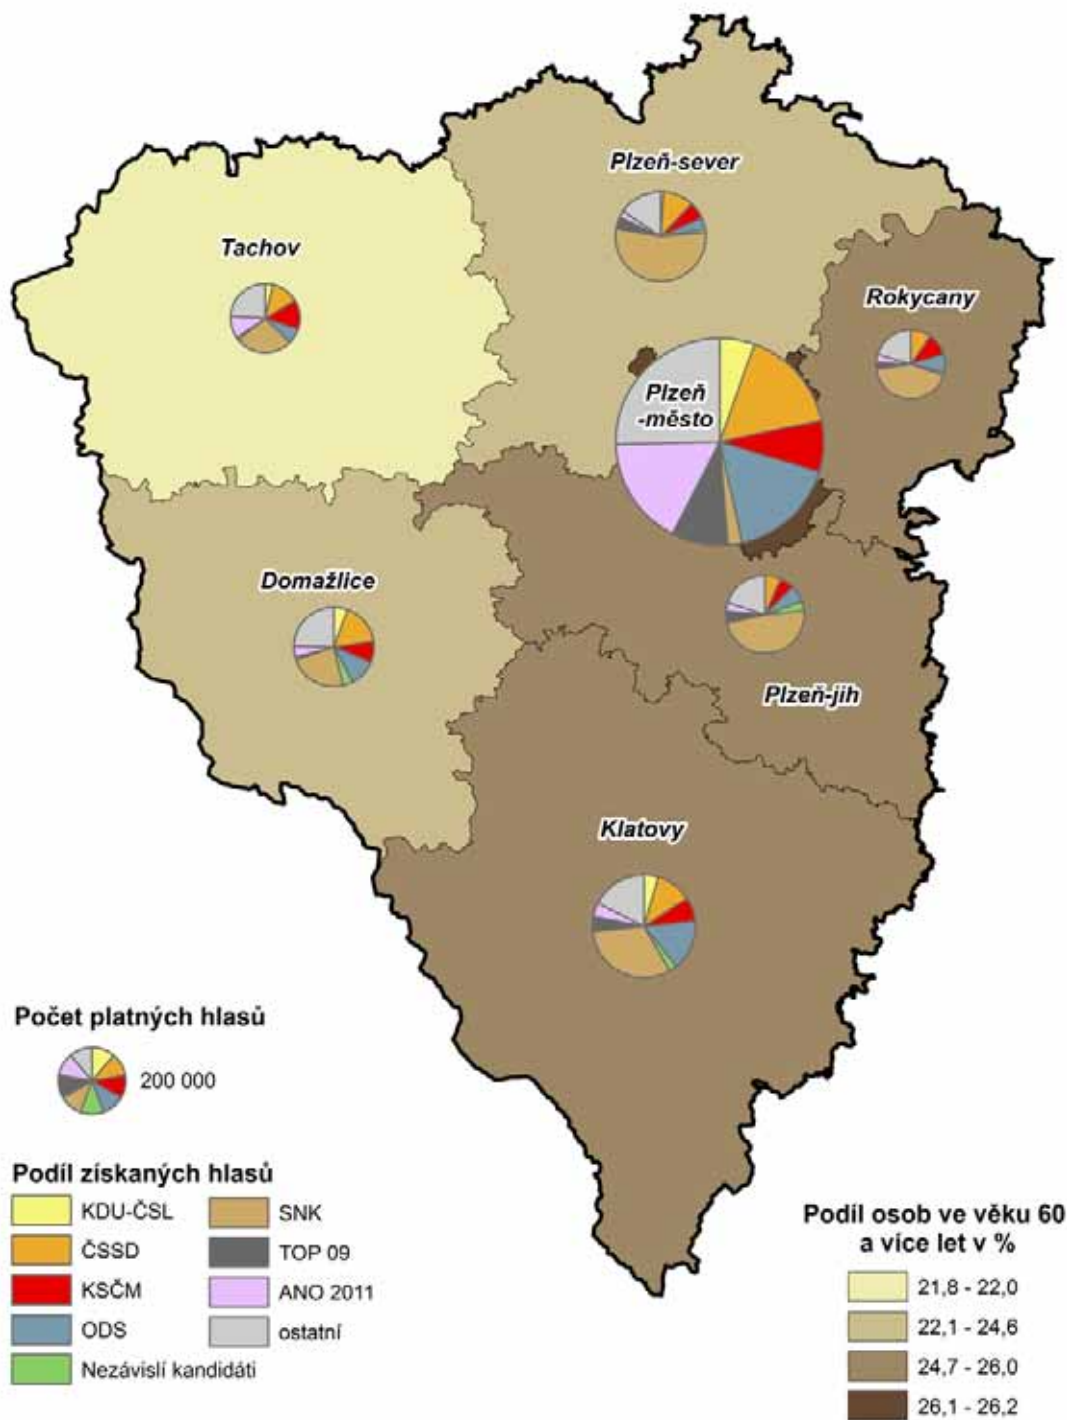 Plzeň-sever
Tachov
Rokycany
Plzeň
-město
Domažlice
Plzeň-jih
Klatovy
Počet platných hlasů
200 000
Podíl získaných hlasů
KDU-ČSL
SNK
ČSSD
TOP 09
KSČM
ANO 2011
ODS
ostatní
Nezávislí kandidáti
Podíl osob ve věku 60
a více let v %
21,8 - 22,0
22,1 - 24,6
24,7 - 26,0
26,1 - 26,2